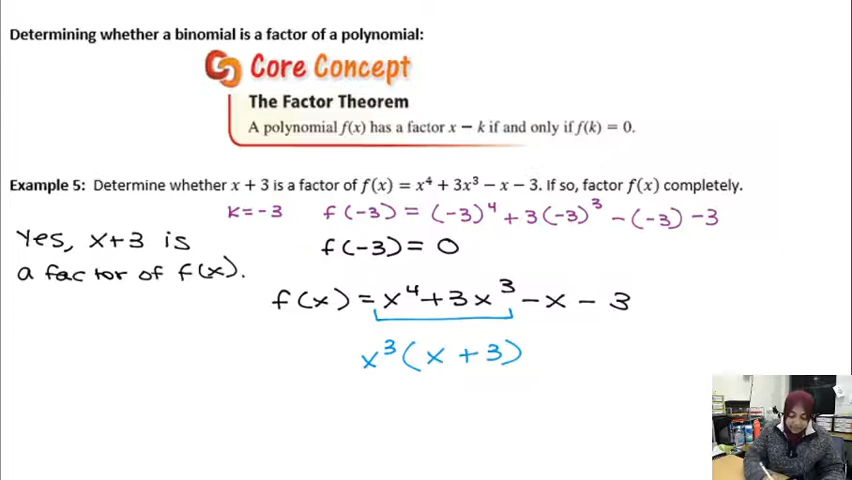 Determining whether a binomial is a factor of a polynomial:
Core Concept
The Factor Theorem
A polynomial f(x) has a factor x − k if and only if f(k) = 0.
Example 5: Determine whether x + 3 is a factor of f(x) = x⁴ + 3x³ − x − 3. If so, factor f(x) completely.
k = -3 f(-3) = (-3)⁴ + 3(-3)³ - (-3) - 3
Yes, x+3 is
f(-3) = 0
a factor of f(x).
f(x) = x⁴ + 3x³ - x - 3
x³(x + 3)